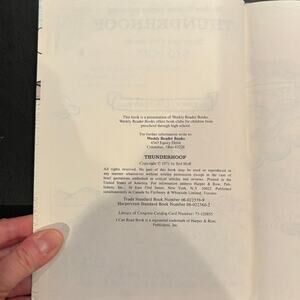 This book is a presentation of Weekly Reader Books.
Weekly Reader Books offers book clubs for children from
preschool through high school.
For further information write to:
Weekly Reader Books
4343 Equity Drive
Columbus, Ohio 43228
THUNDERHOOF
Copyright © 1971 by Syd Hoff
All rights reserved. No part of this book may be used or reproduced in
any manner whatsoever without written permission except in the case of
brief quotations embodied in critical articles and reviews. Printed in the
United States of America. For information address Harper & Row, Pub-
lishers, Inc., 10 East 53rd Street, New York, N.Y. 10022. Published
simultaneously in Canada by Fitzhenry & Whiteside Limited, Toronto.
Trade Standard Book Number 06-022559-9
Harpercrest Standard Book Number 06-022560-2
Library of Congress Catalog Card Number:
I Can Read Book is a registered trademark of Harper & Row,
Publishers, Inc.
THUNDERHOOF